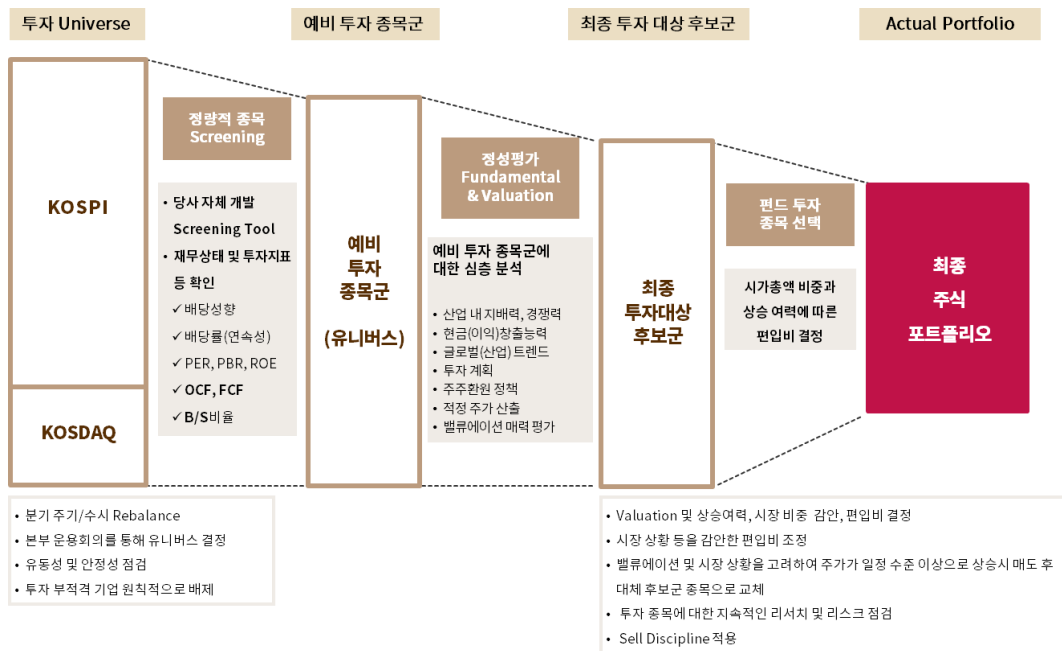 투자 Universe
예비 투자 종목군
최종 투자 대상 후보군
Actual Portfolio
KOSPI
KOSDAQ
정량적 종목
Screening
• 당사 자체 개발
Screening Tool
• 재무상태 및 투자지표
등 확인
✓배당성향
✓배당률(연속성)
✓PER, PBR, ROE
✓OCF, FCF
✓B/S비율
예비
투자
종목군
(유니버스)
정성평가
Fundamental
& Valuation
예비 투자 종목군에
대한 심층 분석
• 산업 내 지배력, 경쟁력
• 현금(이익)창출능력
• 글로벌(산업) 트렌드
• 투자 계획
• 주주환원 정책
• 적정 주가 산출
• 밸류에이션 매력 평가
최종
투자대상
후보군
펀드 투자
종목 선택
시가총액 비중과
상승 여력에 따른
편입비 결정
최종
주식
포트폴리오
• 분기 주기/수시 Rebalance
• 본부 운용회의를 통해 유니버스 결정
• 유동성 및 안정성 점검
• 투자 부적격 기업 원칙적으로 배제
• Valuation 및 상승여력, 시장 비중 감안, 편입비 결정
• 시장 상황 등을 감안한 편입비 조정
• 밸류에이션 및 시장 상황을 고려하여 주가가 일정 수준 이상으로 상승시 매도 후
대체 후보군 종목으로 교체
• 투자 종목에 대한 지속적인 리서치 및 리스크 점검
• Sell Discipline 적용